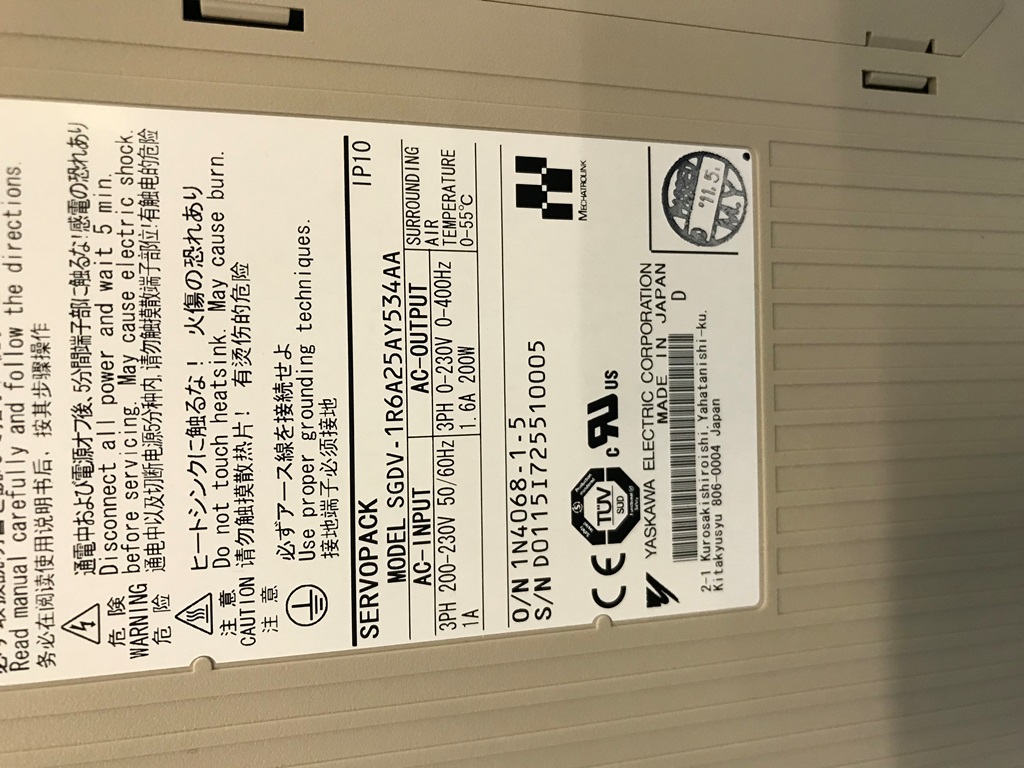 Read manual carefully and follow the directions.
务必在阅读使用说明书后、按其步骤操作
危 険
WARNING
危 险
通電中および電源オフ後、5分間端子部に触るな!感電の恐れあり
Disconnect all power and wait 5 min.
before servicing. May cause electric shock.
通电中以及切断电源5分种内,请勿触摸端子部位!有触电的危险
注 意
CAUTION
注 意
ヒートシンクに触るな! 火傷の恐れあり
Do not touch heatsink. May cause burn.
请勿触摸散热片! 有烫伤的危险
必ずアース線を接続せよ
Use proper grounding techniques.
接地端子必须接地
SERVOPACK IP10
MODEL SGDV-1R6A25AY534AA
AC-INPUT AC-OUTPUT SURROUNDING
AIR
TEMPERATURE
0-55℃
3PH 200-230V 50/60Hz 3PH 0-230V 0-400Hz
1A 1.6A 200W
O/N 1N4068-1-5
S/N D0115I725510005
MECHATROLINK
CE TÜV SÜD c UR US
YASKAWA ELECTRIC CORPORATION
MADE IN JAPAN
D
2-1 Kurosakishiroishi, Yahatanishi-ku,
Kitakyusyu 806-0004 Japan
'11.5.
M.Y